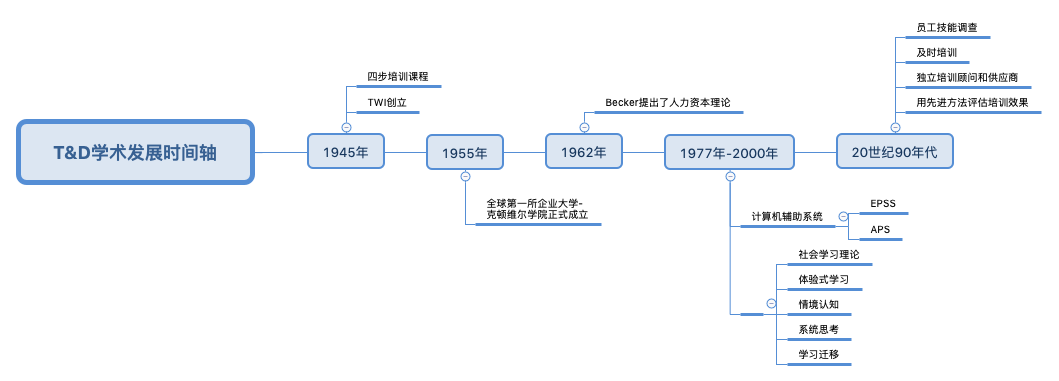 T&D学术发展时间轴
1945年
四步培训课程
TWI创立
1955年
全球第一所企业大学-
克顿维尔学院正式成立
1962年
Becker提出了人力资本理论
1977年-2000年
计算机辅助系统
EPSS
APS
社会学习理论
体验式学习
情境认知
系统思考
学习迁移
20世纪90年代
员工技能调查
及时培训
独立培训顾问和供应商
用先进方法评估培训效果